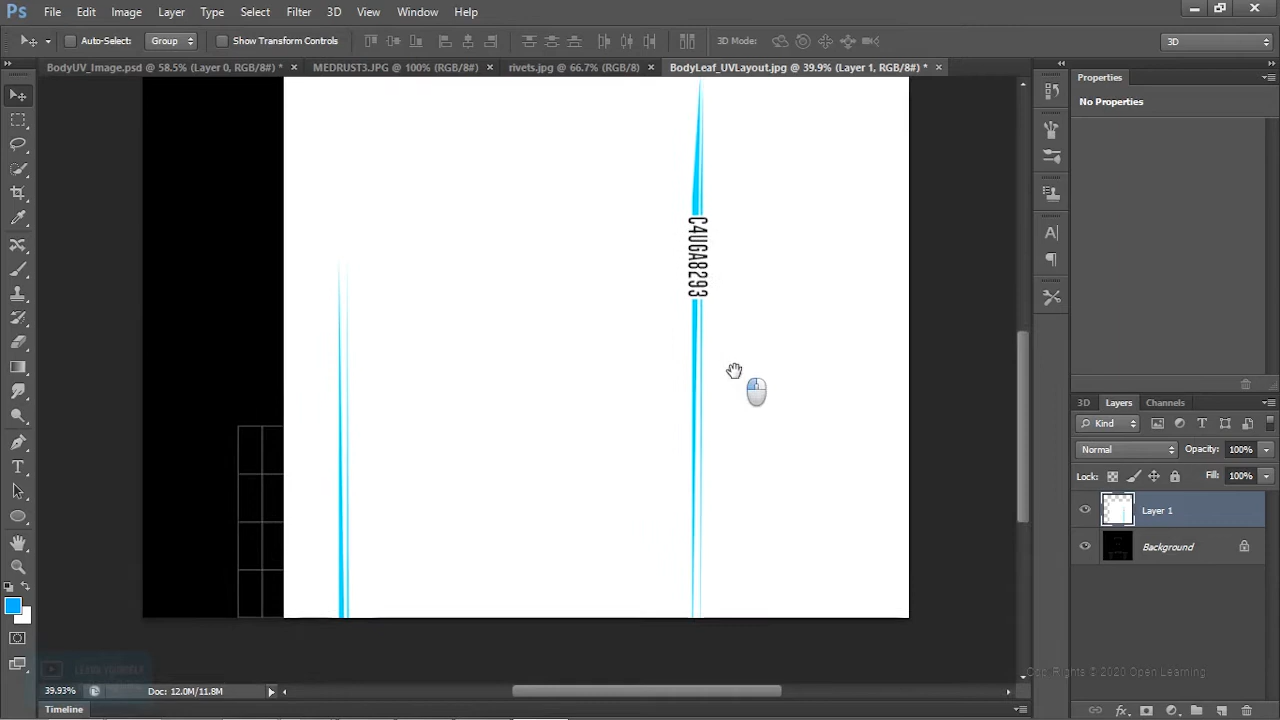 Ps File Edit Image Layer Type Select Filter 3D View Window Help
Auto-Select: Group Show Transform Controls 3D Mode: 3D
BodyUV_Image.psd @ 58.5% (Layer 0, RGB/8#) * × MEDRUST3.JPG @ 100% (RGB/8#) × rivets.jpg @ 66.7% (RGB/8) × BodyLeaf_UVLayout.jpg @ 39.9% (Layer 1, RGB/8#) * ×
Properties
No Properties
C4UGA8293
3D Layers Channels
Kind
Normal Opacity: 100%
Lock: Fill: 100%
Layer 1
Background
LEARN YOURSELF
Copy Rights © 2020 Open Learning
39.93% Doc: 12.0M/11.8M
Timeline